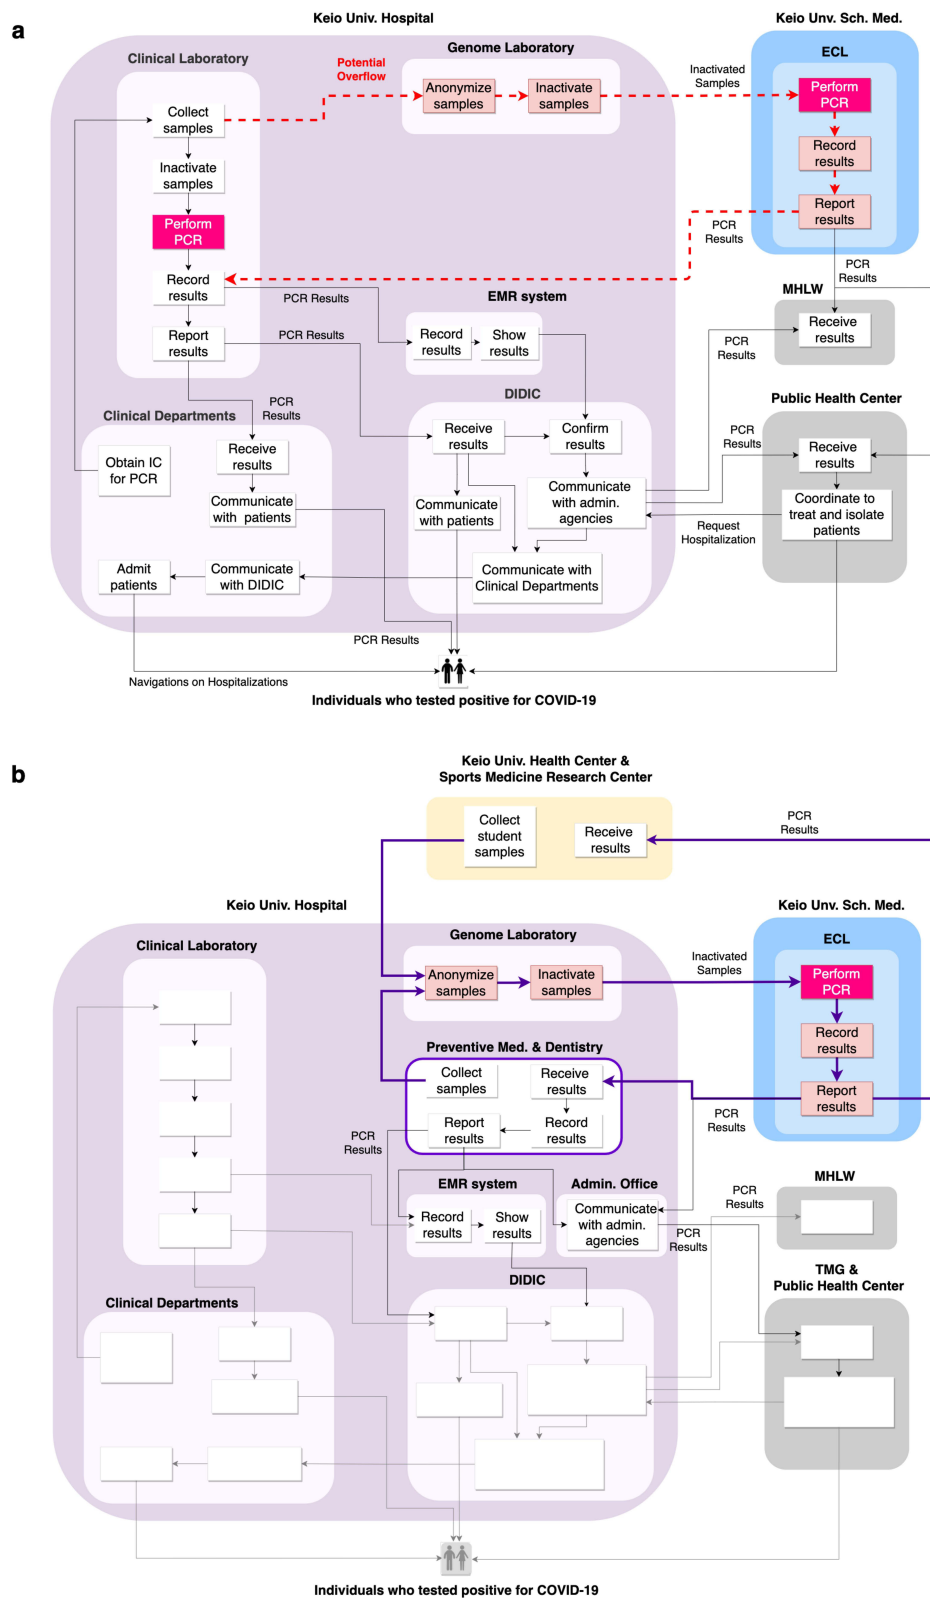 a
Keio Univ. Hospital
Keio Unv. Sch. Med.
Clinical Laboratory
Genome Laboratory
ECL
Potential
Overflow
Inactivated
Samples
Anonymize
samples
Inactivate
samples
Perform
PCR
Collect
samples
Record
results
Inactivate
samples
Report
results
Perform
PCR
PCR
Results
PCR
Results
Record
results
PCR Results
EMR system
MHLW
Receive
results
Report
results
PCR Results
Record
results
Show
results
PCR
Results
Clinical Departments
PCR
Results
DIDIC
Public Health Center
Obtain IC
for PCR
Receive
results
Receive
results
Confirm
results
PCR
Results
Receive
results
Communicate
with patients
Communicate
with patients
Communicate
with admin.
agencies
Coordinate to
treat and isolate
patients
Request
Hospitalization
Admit
patients
Communicate
with DIDIC
Communicate with
Clinical Departments
PCR Results
Navigations on Hospitalizations
Individuals who tested positive for COVID-19
b
Keio Univ. Health Center &
Sports Medicine Research Center
Collect
student
samples
Receive
results
PCR
Results
Keio Univ. Hospital
Keio Unv. Sch. Med.
Clinical Laboratory
Genome Laboratory
ECL
Anonymize
samples
Inactivate
samples
Inactivated
Samples
Perform
PCR
Record
results
Report
results
Preventive Med. & Dentistry
Collect
samples
Receive
results
Report
results
Record
results
PCR
Results
PCR
Results
EMR system
Admin. Office
MHLW
Record
results
Show
results
Communicate
with admin.
agencies
PCR
Results
PCR
Results
Clinical Departments
DIDIC
TMG &
Public Health Center
Individuals who tested positive for COVID-19